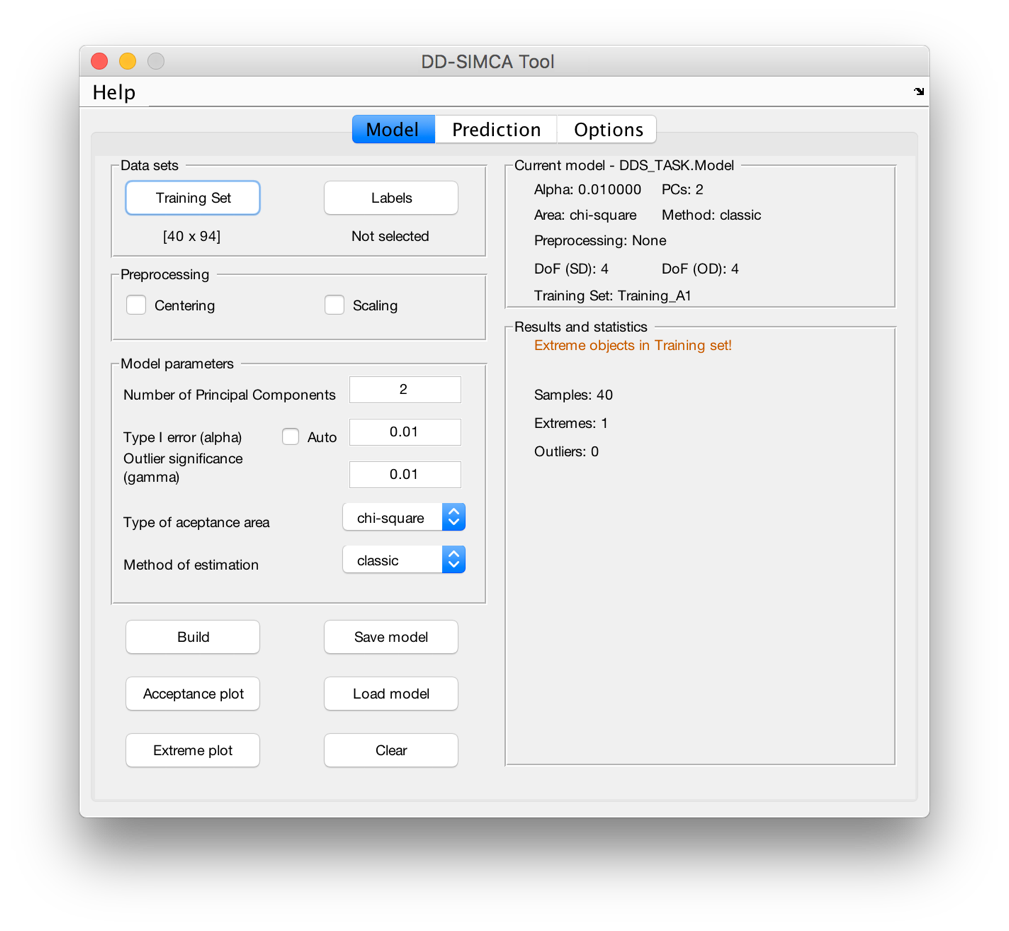 DD-SIMCA Tool
Help
Model Prediction Options
Data sets
Training Set Labels
[40 x 94] Not selected
Preprocessing
Centering Scaling
Model parameters
Number of Principal Components 2
Type I error (alpha) Auto 0.01
Outlier significance
(gamma) 0.01
Type of aceptance area chi-square
Method of estimation classic
Build Save model
Acceptance plot Load model
Extreme plot Clear
Current model - DDS_TASK.Model
Alpha: 0.010000 PCs: 2
Area: chi-square Method: classic
Preprocessing: None
DoF (SD): 4 DoF (OD): 4
Training Set: Training_A1
Results and statistics
Extreme objects in Training set!
Samples: 40
Extremes: 1
Outliers: 0